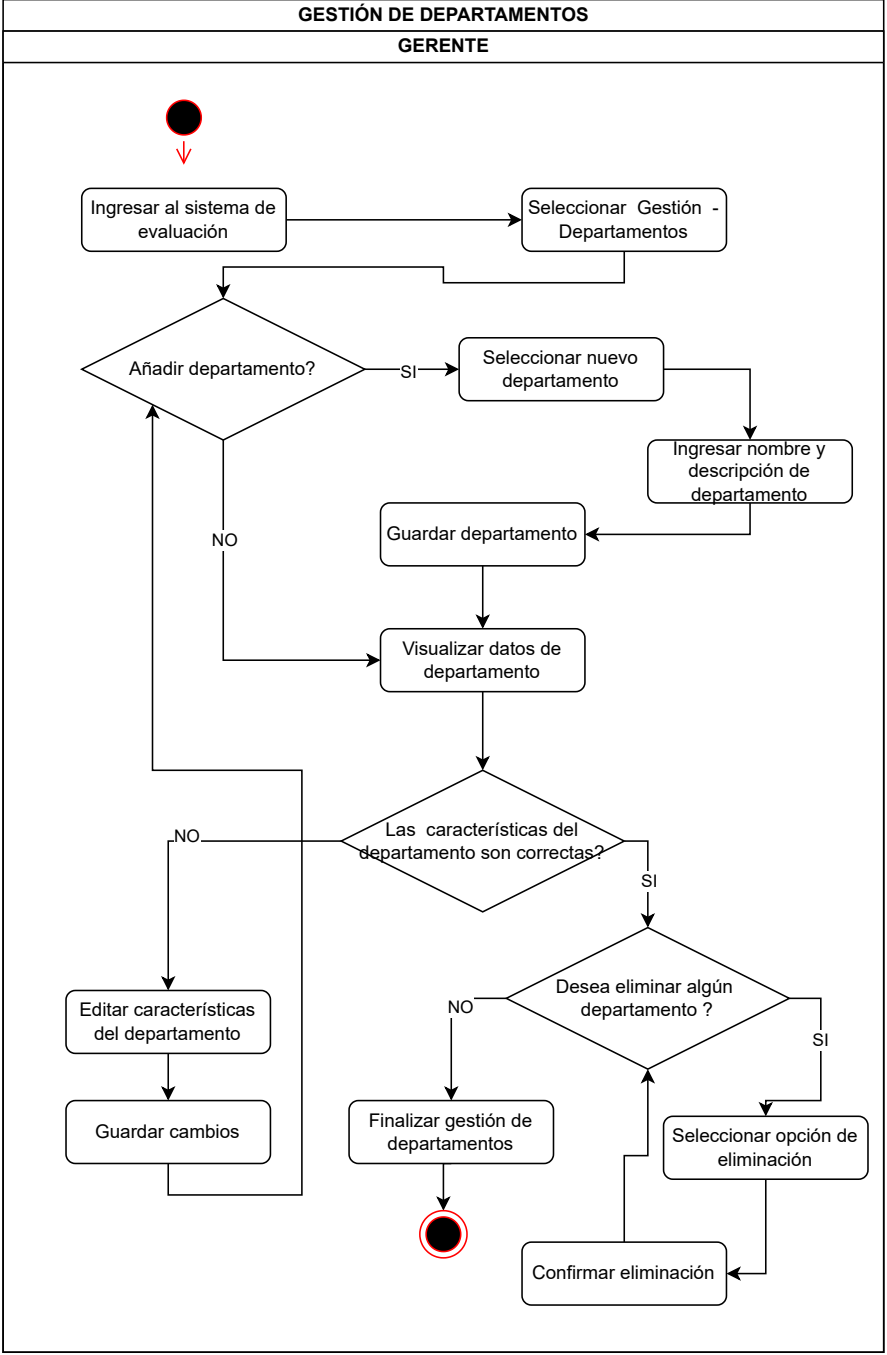 GESTIÓN DE DEPARTAMENTOS
GERENTE
Ingresar al sistema de
evaluación
Seleccionar Gestión -
Departamentos
Añadir departamento?
SI
Seleccionar nuevo
departamento
Ingresar nombre y
descripción de
departamento
Guardar departamento
NO
Visualizar datos de
departamento
Las características del
departamento son correctas?
NO
SI
Desea eliminar algún
departamento ?
NO
SI
Editar características
del departamento
Guardar cambios
Finalizar gestión de
departamentos
Seleccionar opción de
eliminación
Confirmar eliminación